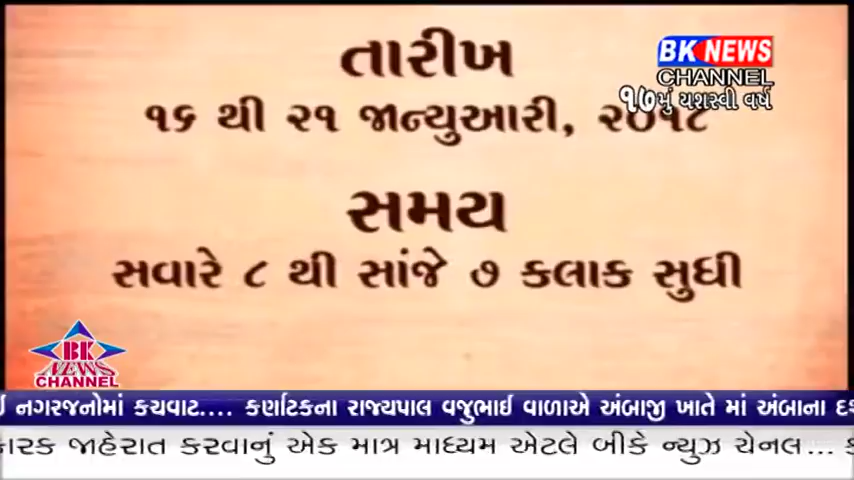 તારીખ
BK NEWS
CHANNEL
૧૭મું યશસ્વી વર્ષ
૧૬ થી ૨૧ જાન્યુઆરી, ૨૦૧૮
સમય
સવારે ૮ થી સાંજે ૭ કલાક સુધી
BK
NEWS
CHANNEL
નગરજનોમાં કચવાટ.... કર્ણાટકના રાજ્યપાલ વજુભાઈ વાળાએ અંબાજી ખાતે માં અંબાના
જાહેરાત કરવાનું એક માત્ર માધ્યમ એટલે બીકે ન્યુઝ ચેનલ...